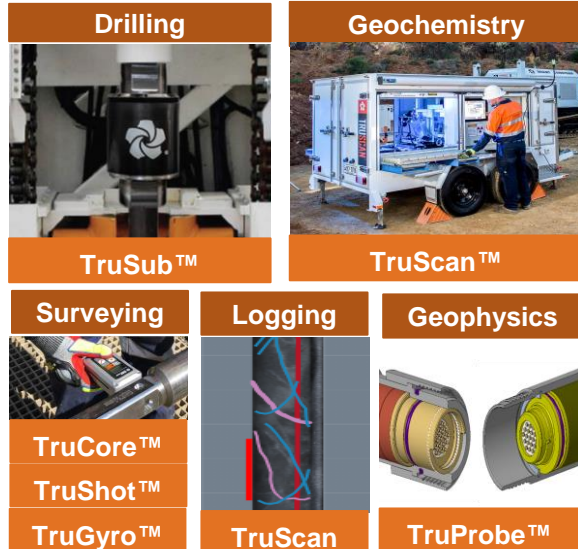 Drilling
Geochemistry
TruSub™
TruScan™
Surveying
Logging
Geophysics
TruCore™
TruShot™
TruGyro™
TruScan
TruProbe™